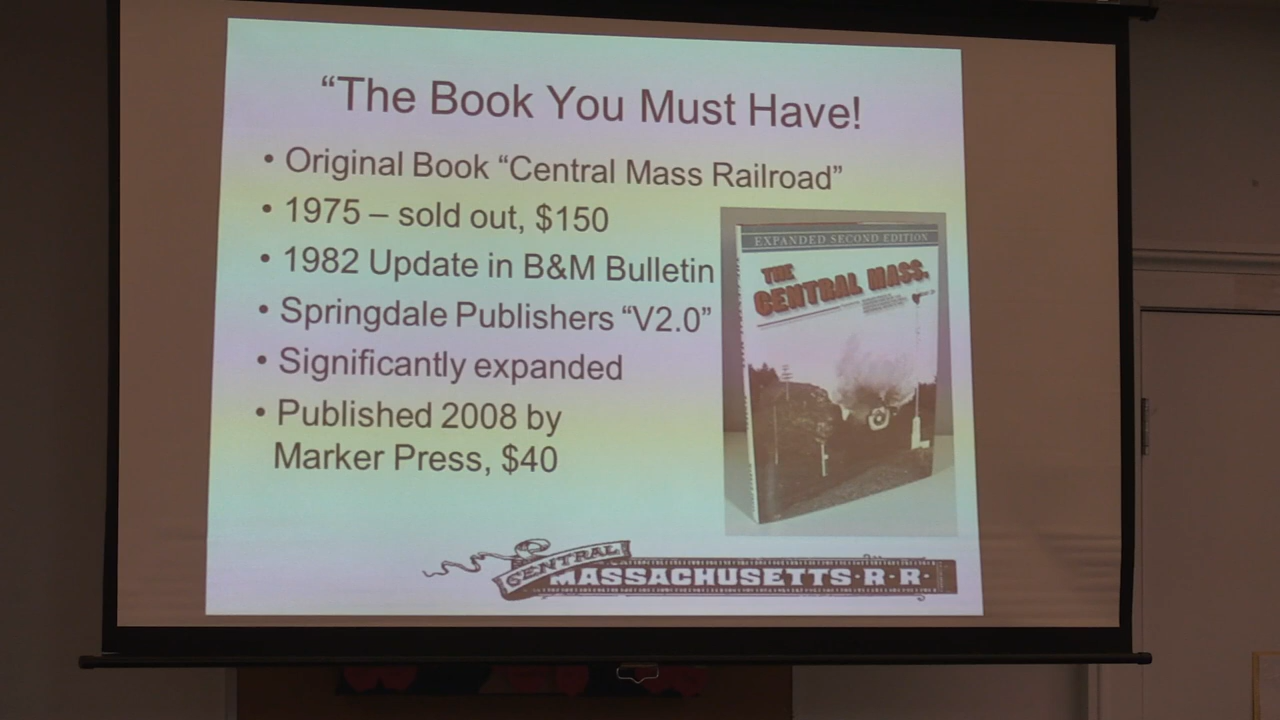 “The Book You Must Have!
• Original Book “Central Mass Railroad”
• 1975 – sold out, $150
• 1982 Update in B&M Bulletin
• Springdale Publishers “V2.0”
• Significantly expanded
• Published 2008 by
Marker Press, $40
EXPANDED SECOND EDITION
THE
CENTRAL MASS.
CENTRAL
MASSACHUSETTS·R·R·